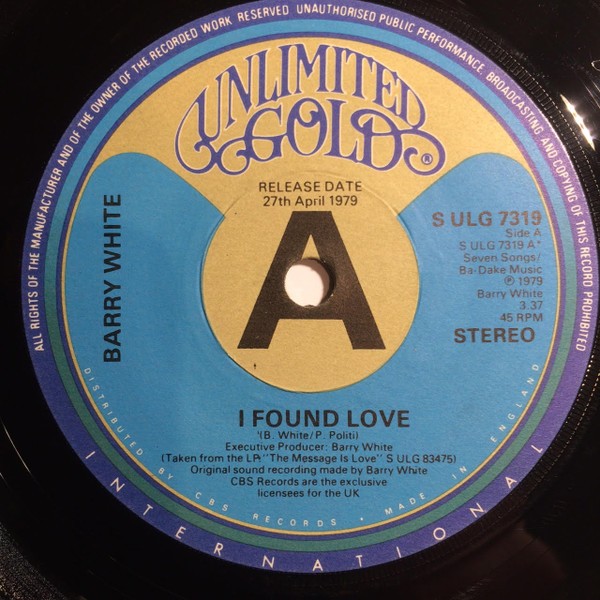 ALL RIGHTS OF THE MANUFACTURER AND OF THE OWNER OF THE RECORDED WORK RESERVED. UNAUTHORISED PUBLIC PERFORMANCE, BROADCASTING AND COPYING OF THIS RECORD PROHIBITED
UNLIMITED
GOLD®
RELEASE DATE
27th April 1979
A
BARRY WHITE
S ULG 7319
Side A
S ULG 7319 A*
Seven Songs/
Ba-Dake Music
℗ 1979
Barry White
3.37
45 RPM
STEREO
I FOUND LOVE
'(B. White/P. Politi)
Executive Producer: Barry White
(Taken from the LP "The Message Is Love" S ULG 83475)
Original sound recording made by Barry White
CBS Records are the exclusive
licensees for the UK
DISTRIBUTED BY CBS RECORDS • MADE IN ENGLAND
INTERNATIONAL